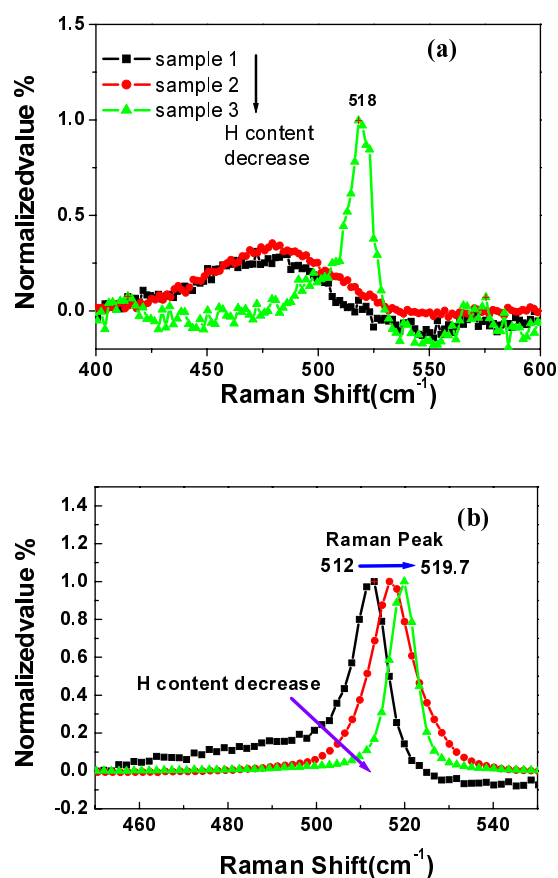 1.5
(a)
sample 1
sample 2
sample 3
518
H content
decrease
1.0
0.5
0.0
Normalizedvalue %
400 450 500 550 600
Raman Shift(cm-1)
1.4
(b)
1.2
Raman Peak
512 519.7
1.0
0.8
0.6
H content decrease
0.4
0.2
0.0
-0.2
Normalizedvalue %
460 480 500 520 540
Raman Shift(cm-1)